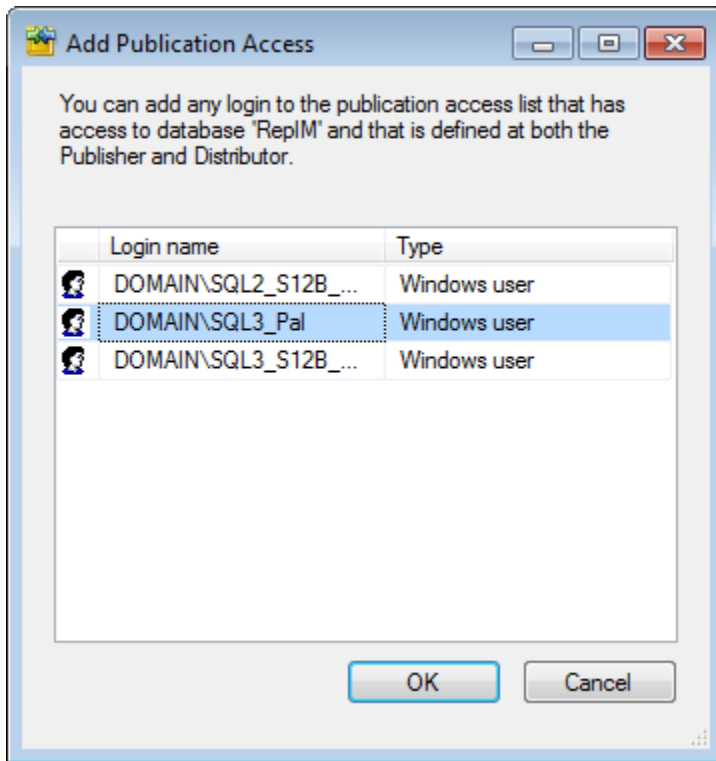 Add Publication Access
You can add any login to the publication access list that has
access to database 'ReplM' and that is defined at both the
Publisher and Distributor.
Login name Type
DOMAIN\SQL2_S12B_... Windows user
DOMAIN\SQL3_Pal Windows user
DOMAIN\SQL3_S12B_... Windows user
OK Cancel